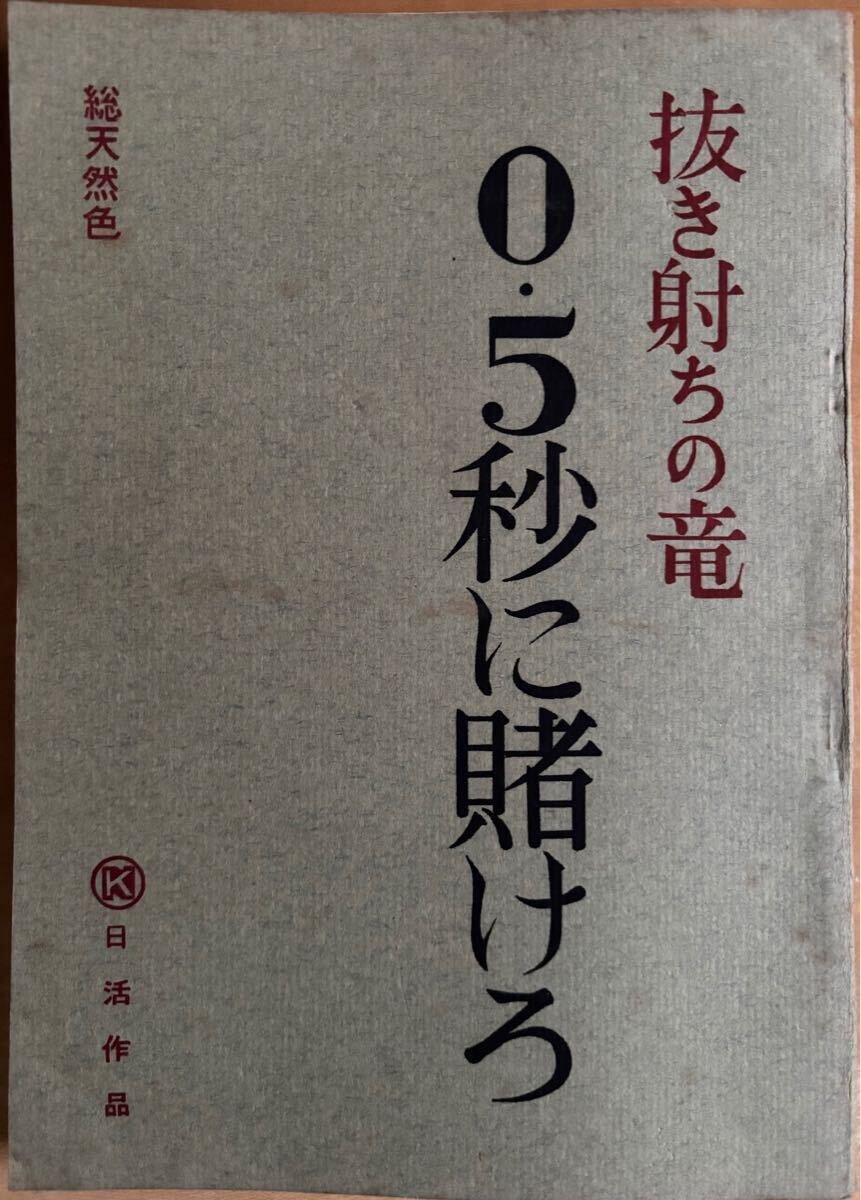 抜き射ちの竜
0・5秒に賭けろ
総天然色
K日活作品